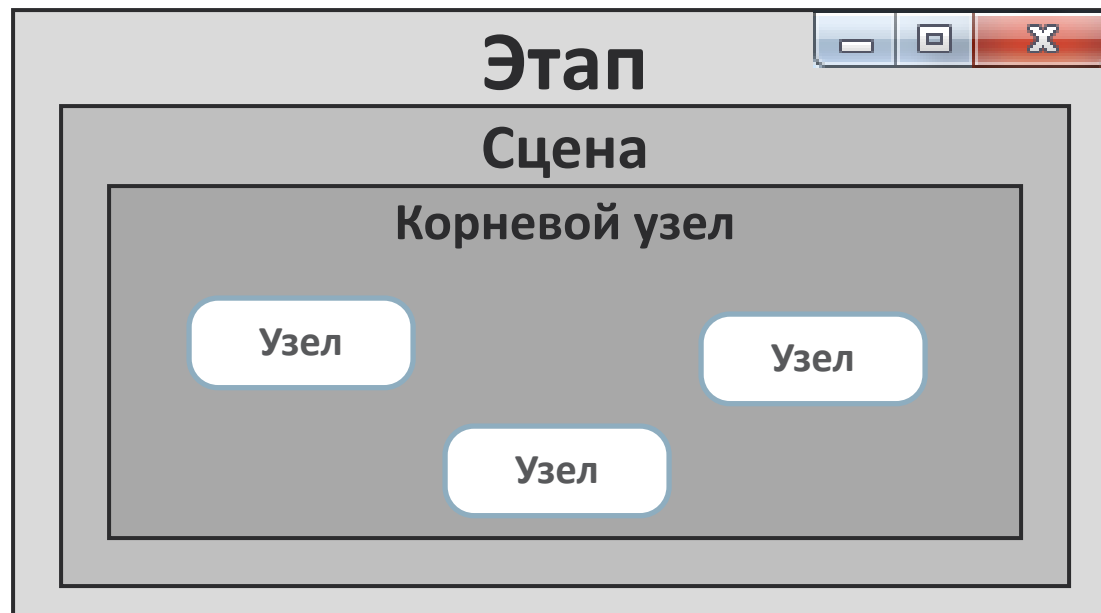 Этап
Сцена
Корневой узел
Узел
Узел
Узел